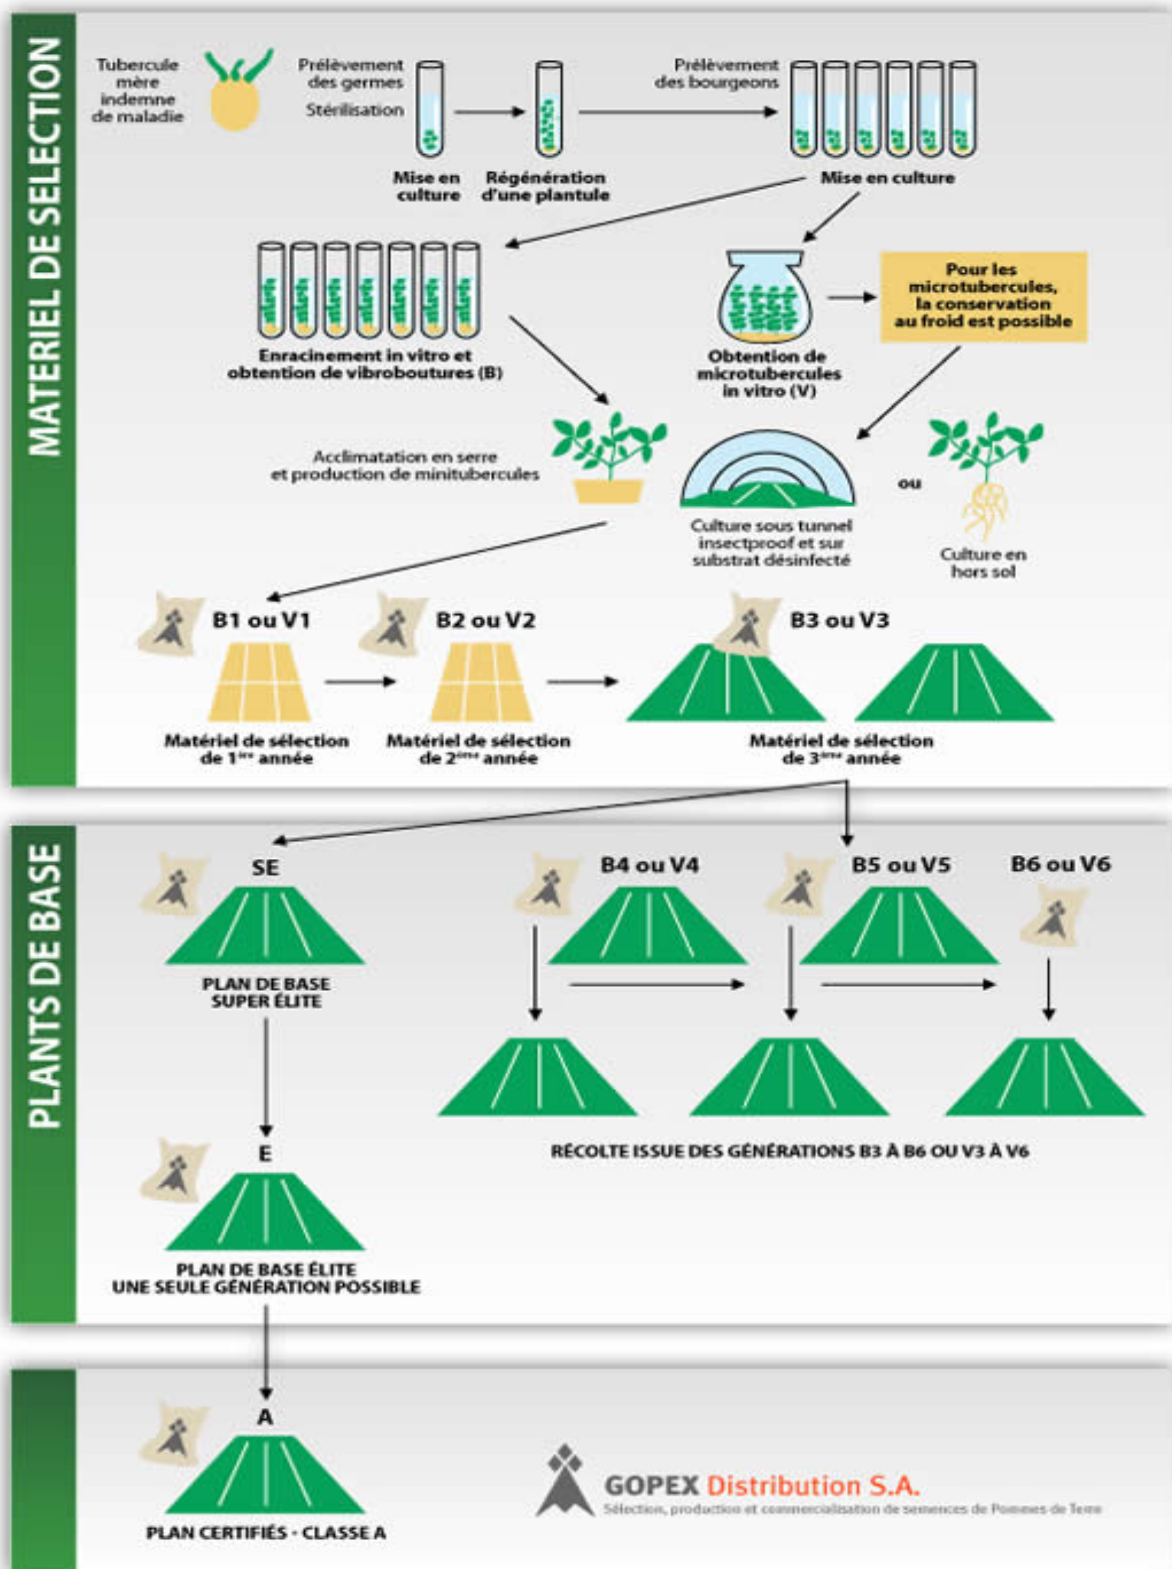 MATERIEL DE SELECTION
Tubercule
mère
indemne
de maladie
Prélèvement
des germes
Stérilisation
Prélèvement
des bourgeons
Mise en
culture
Régénération
d'une plantule
Mise en culture
Enracinement in vitro et
obtention de vibroboutures (B)
Obtention de
microtubercules
in vitro (V)
Pour les
microtubercules,
la conservation
au froid est possible
Acclimatation en serre
et production de minitubercules
Culture sous tunnel
insectproof et sur
substrat désinfecté
ou
Culture en
hors sol
B1 ou V1
B2 ou V2
B3 ou V3
Matériel de sélection
de 1ère année
Matériel de sélection
de 2ème année
Matériel de sélection
de 3ème année
PLANTS DE BASE
SE
B4 ou V4
B5 ou V5
B6 ou V6
PLAN DE BASE
SUPER ÉLITE
RÉCOLTE ISSUE DES GÉNÉRATIONS B3 À B6 OU V3 À V6
E
PLAN DE BASE ÉLITE
UNE SEULE GÉNÉRATION POSSIBLE
A
PLAN CERTIFIÉS - CLASSE A
GOPEX Distribution S.A.
Sélection, production et commercialisation de semences de Pommes de Terre